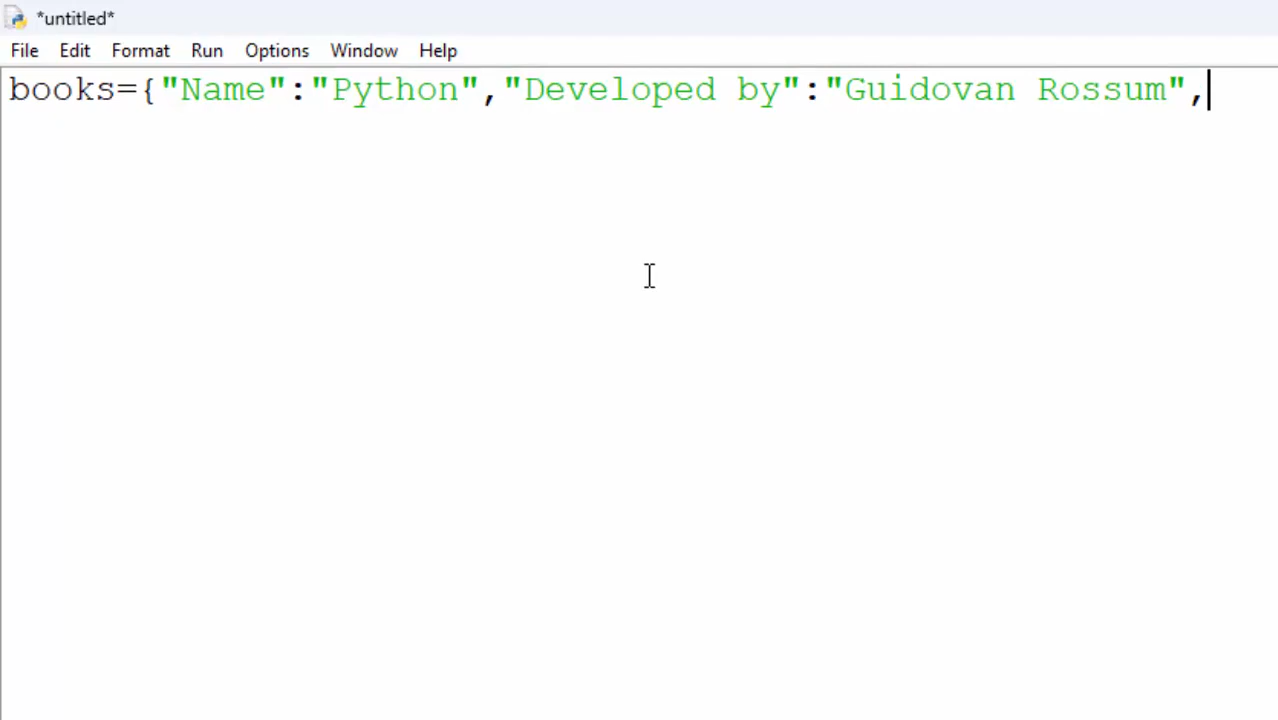 *untitled*
File Edit Format Run Options Window Help
books={"Name":"Python","Developed by":"Guidovan Rossum",